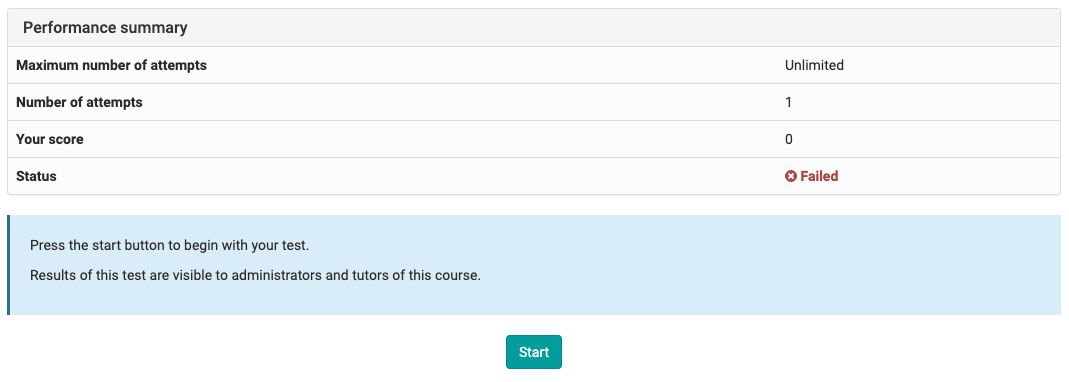 Performance summary
Maximum number of attempts Unlimited
Number of attempts 1
Your score 0
Status Failed
Press the start button to begin with your test.
Results of this test are visible to administrators and tutors of this course.
Start